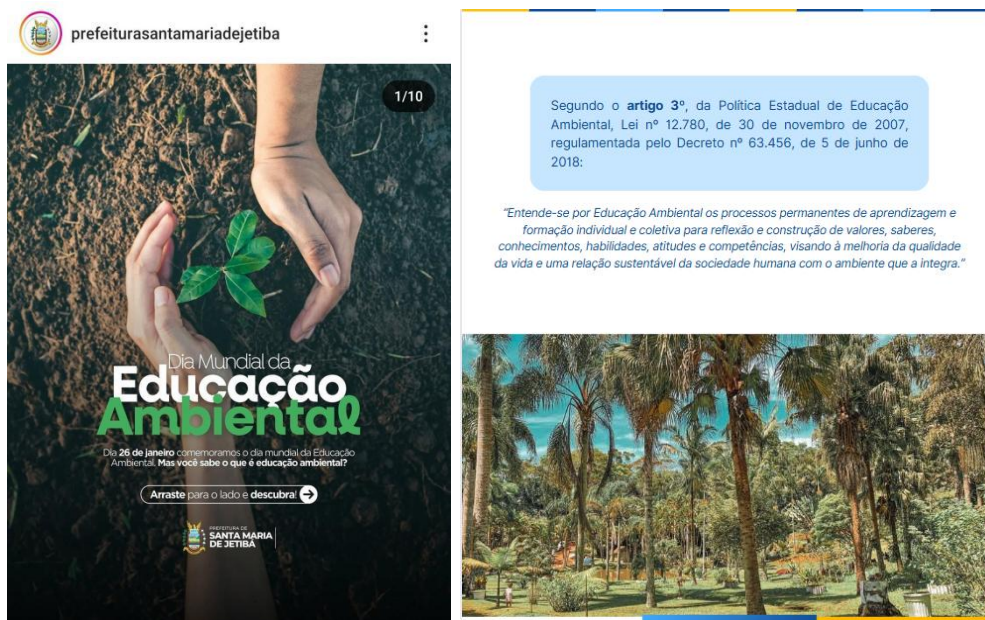 prefeiturasantamariadejetiba
1/10
Dia Mundial da
Educação
Ambiental
Dia 26 de janeiro comemoramos o dia mundial da Educação
Ambiental. Mas você sabe o que é educação ambiental?
Arraste para o lado e descubra!
PREFEITURA DE
SANTA MARIA
DE JETIBÁ
Segundo o artigo 3º, da Política Estadual de Educação
Ambiental, Lei nº 12.780, de 30 de novembro de 2007,
regulamentada pelo Decreto nº 63.456, de 5 de junho de
2018:
“Entende-se por Educação Ambiental os processos permanentes de aprendizagem e
formação individual e coletiva para reflexão e construção de valores, saberes,
conhecimentos, habilidades, atitudes e competências, visando à melhoria da qualidade
da vida e uma relação sustentável da sociedade humana com o ambiente que a integra.”